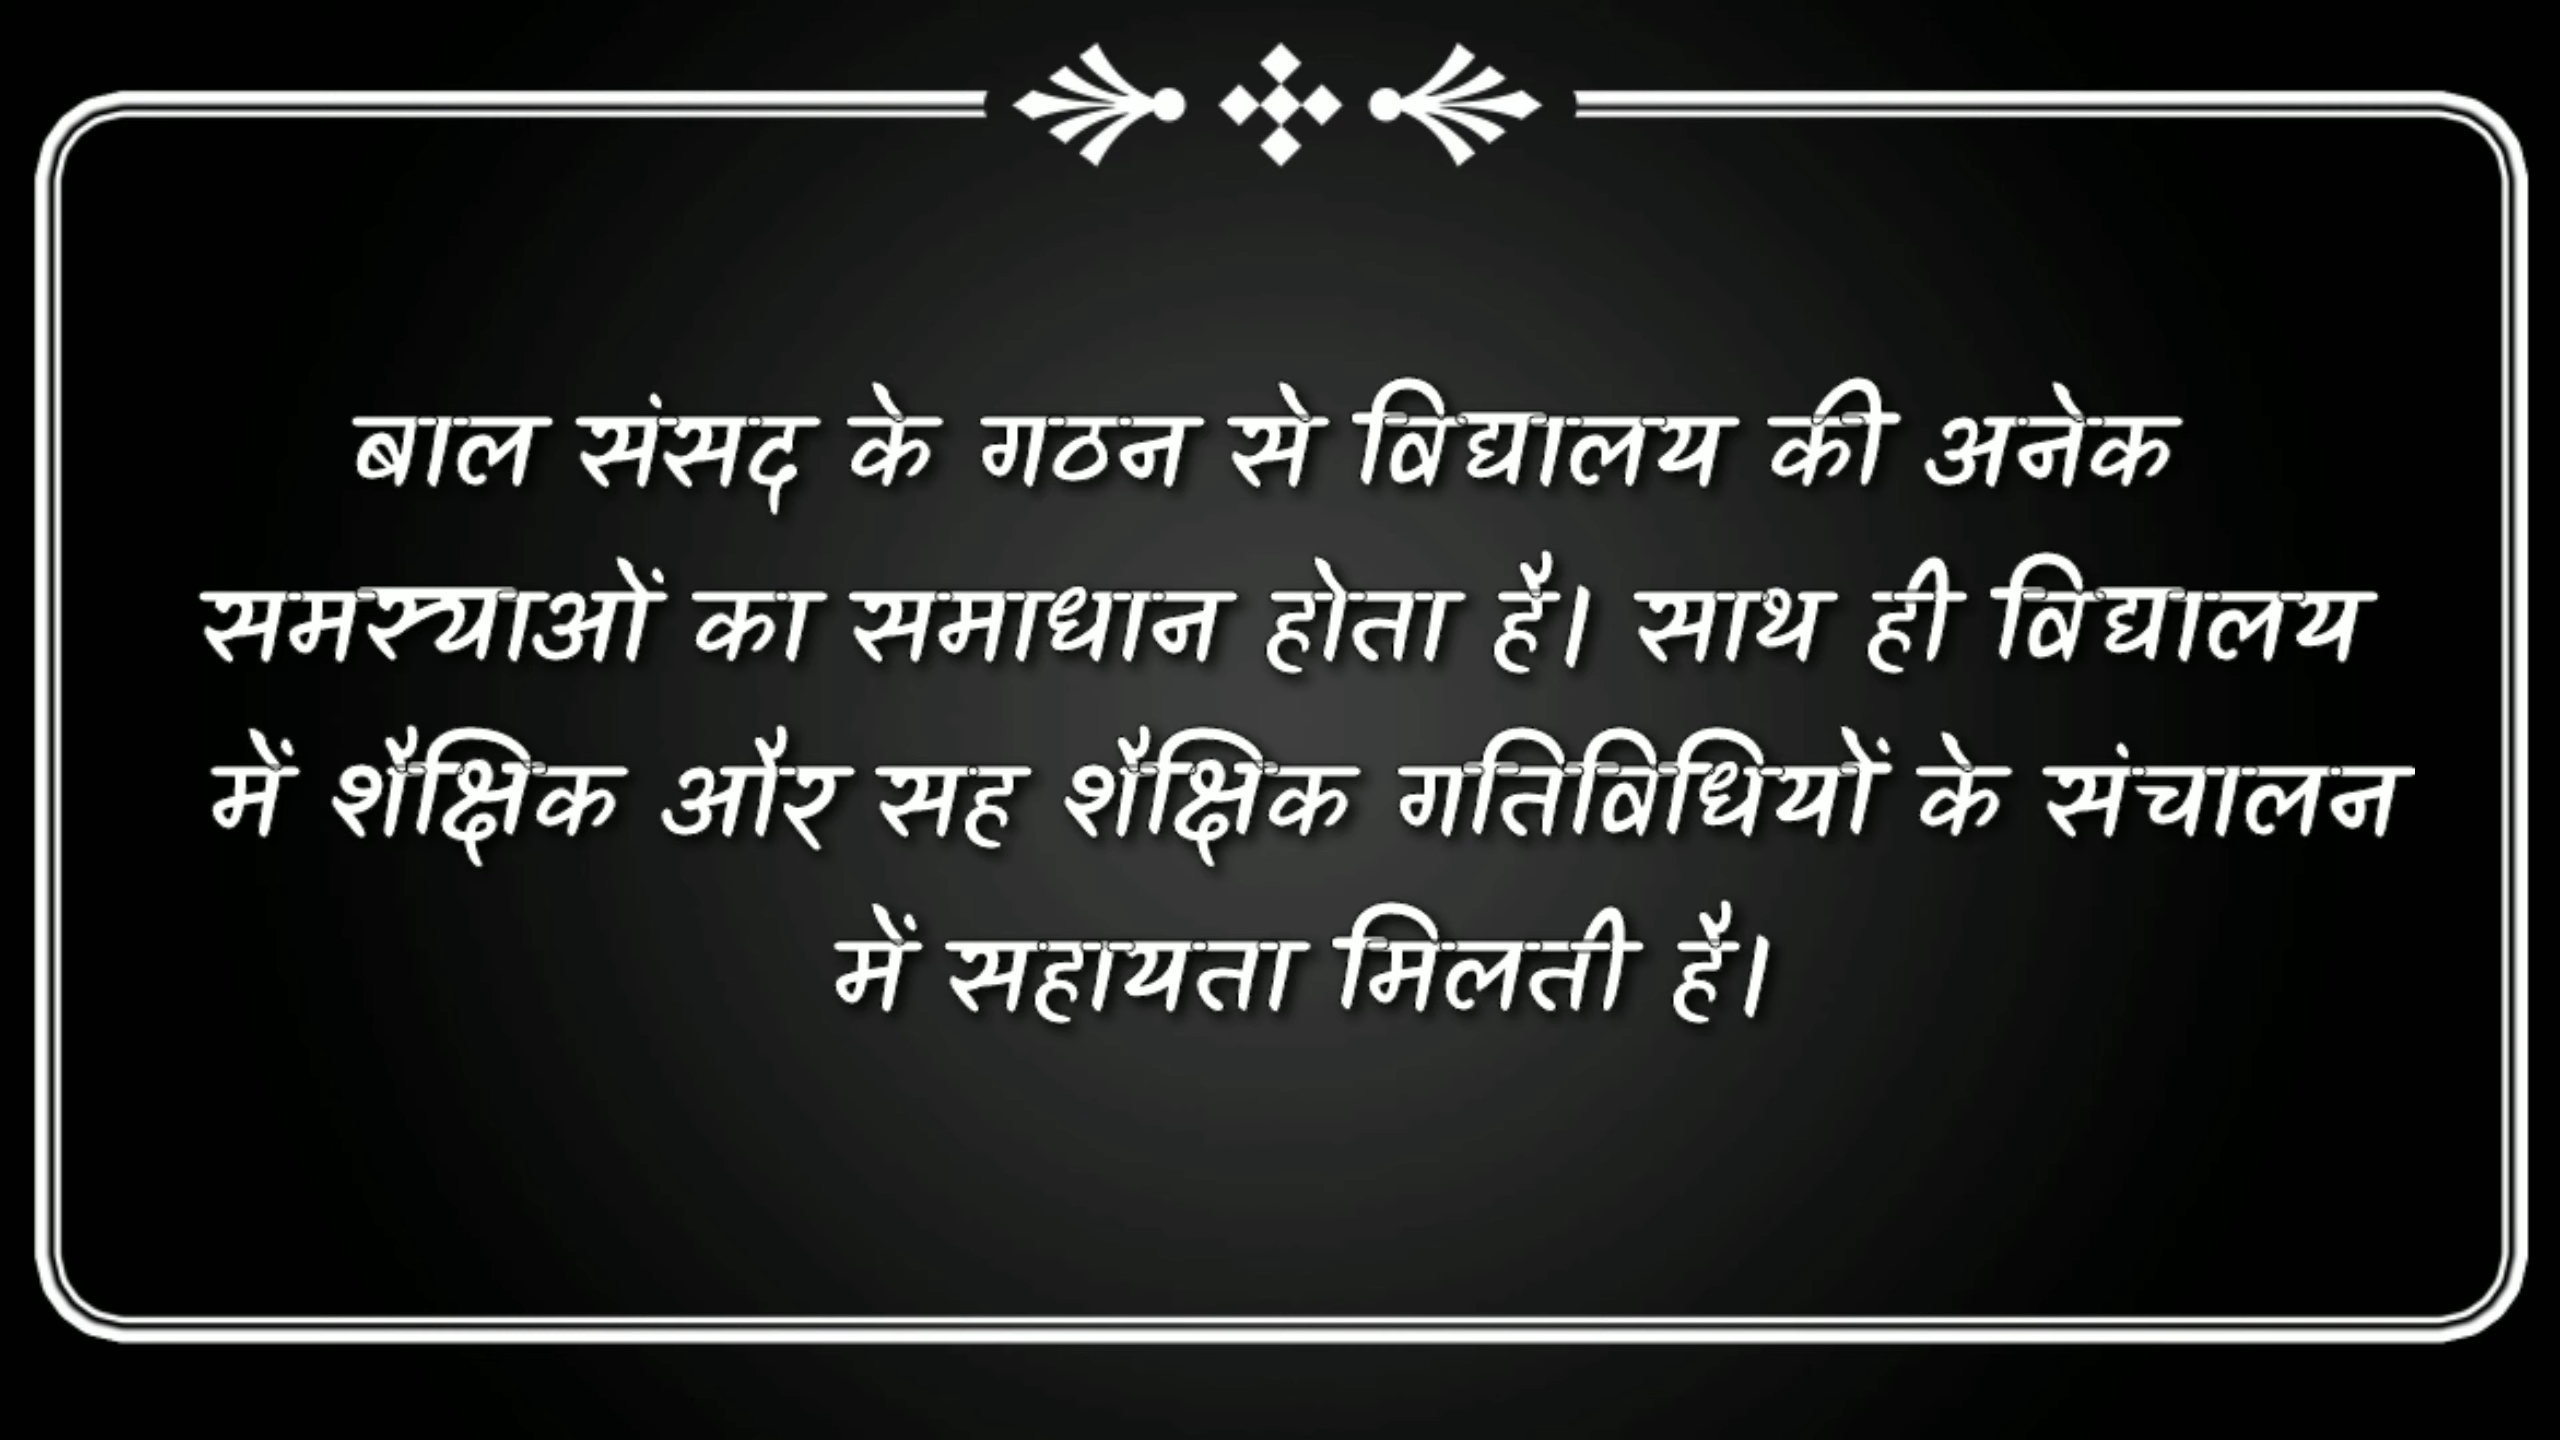 बाल संसद के गठन से विद्यालय की अनेक
समस्याओं का समाधान होता है। साथ ही विद्यालय
में शैक्षिक और सह शैक्षिक गतिविधियों के संचालन
में सहायता मिलती है।